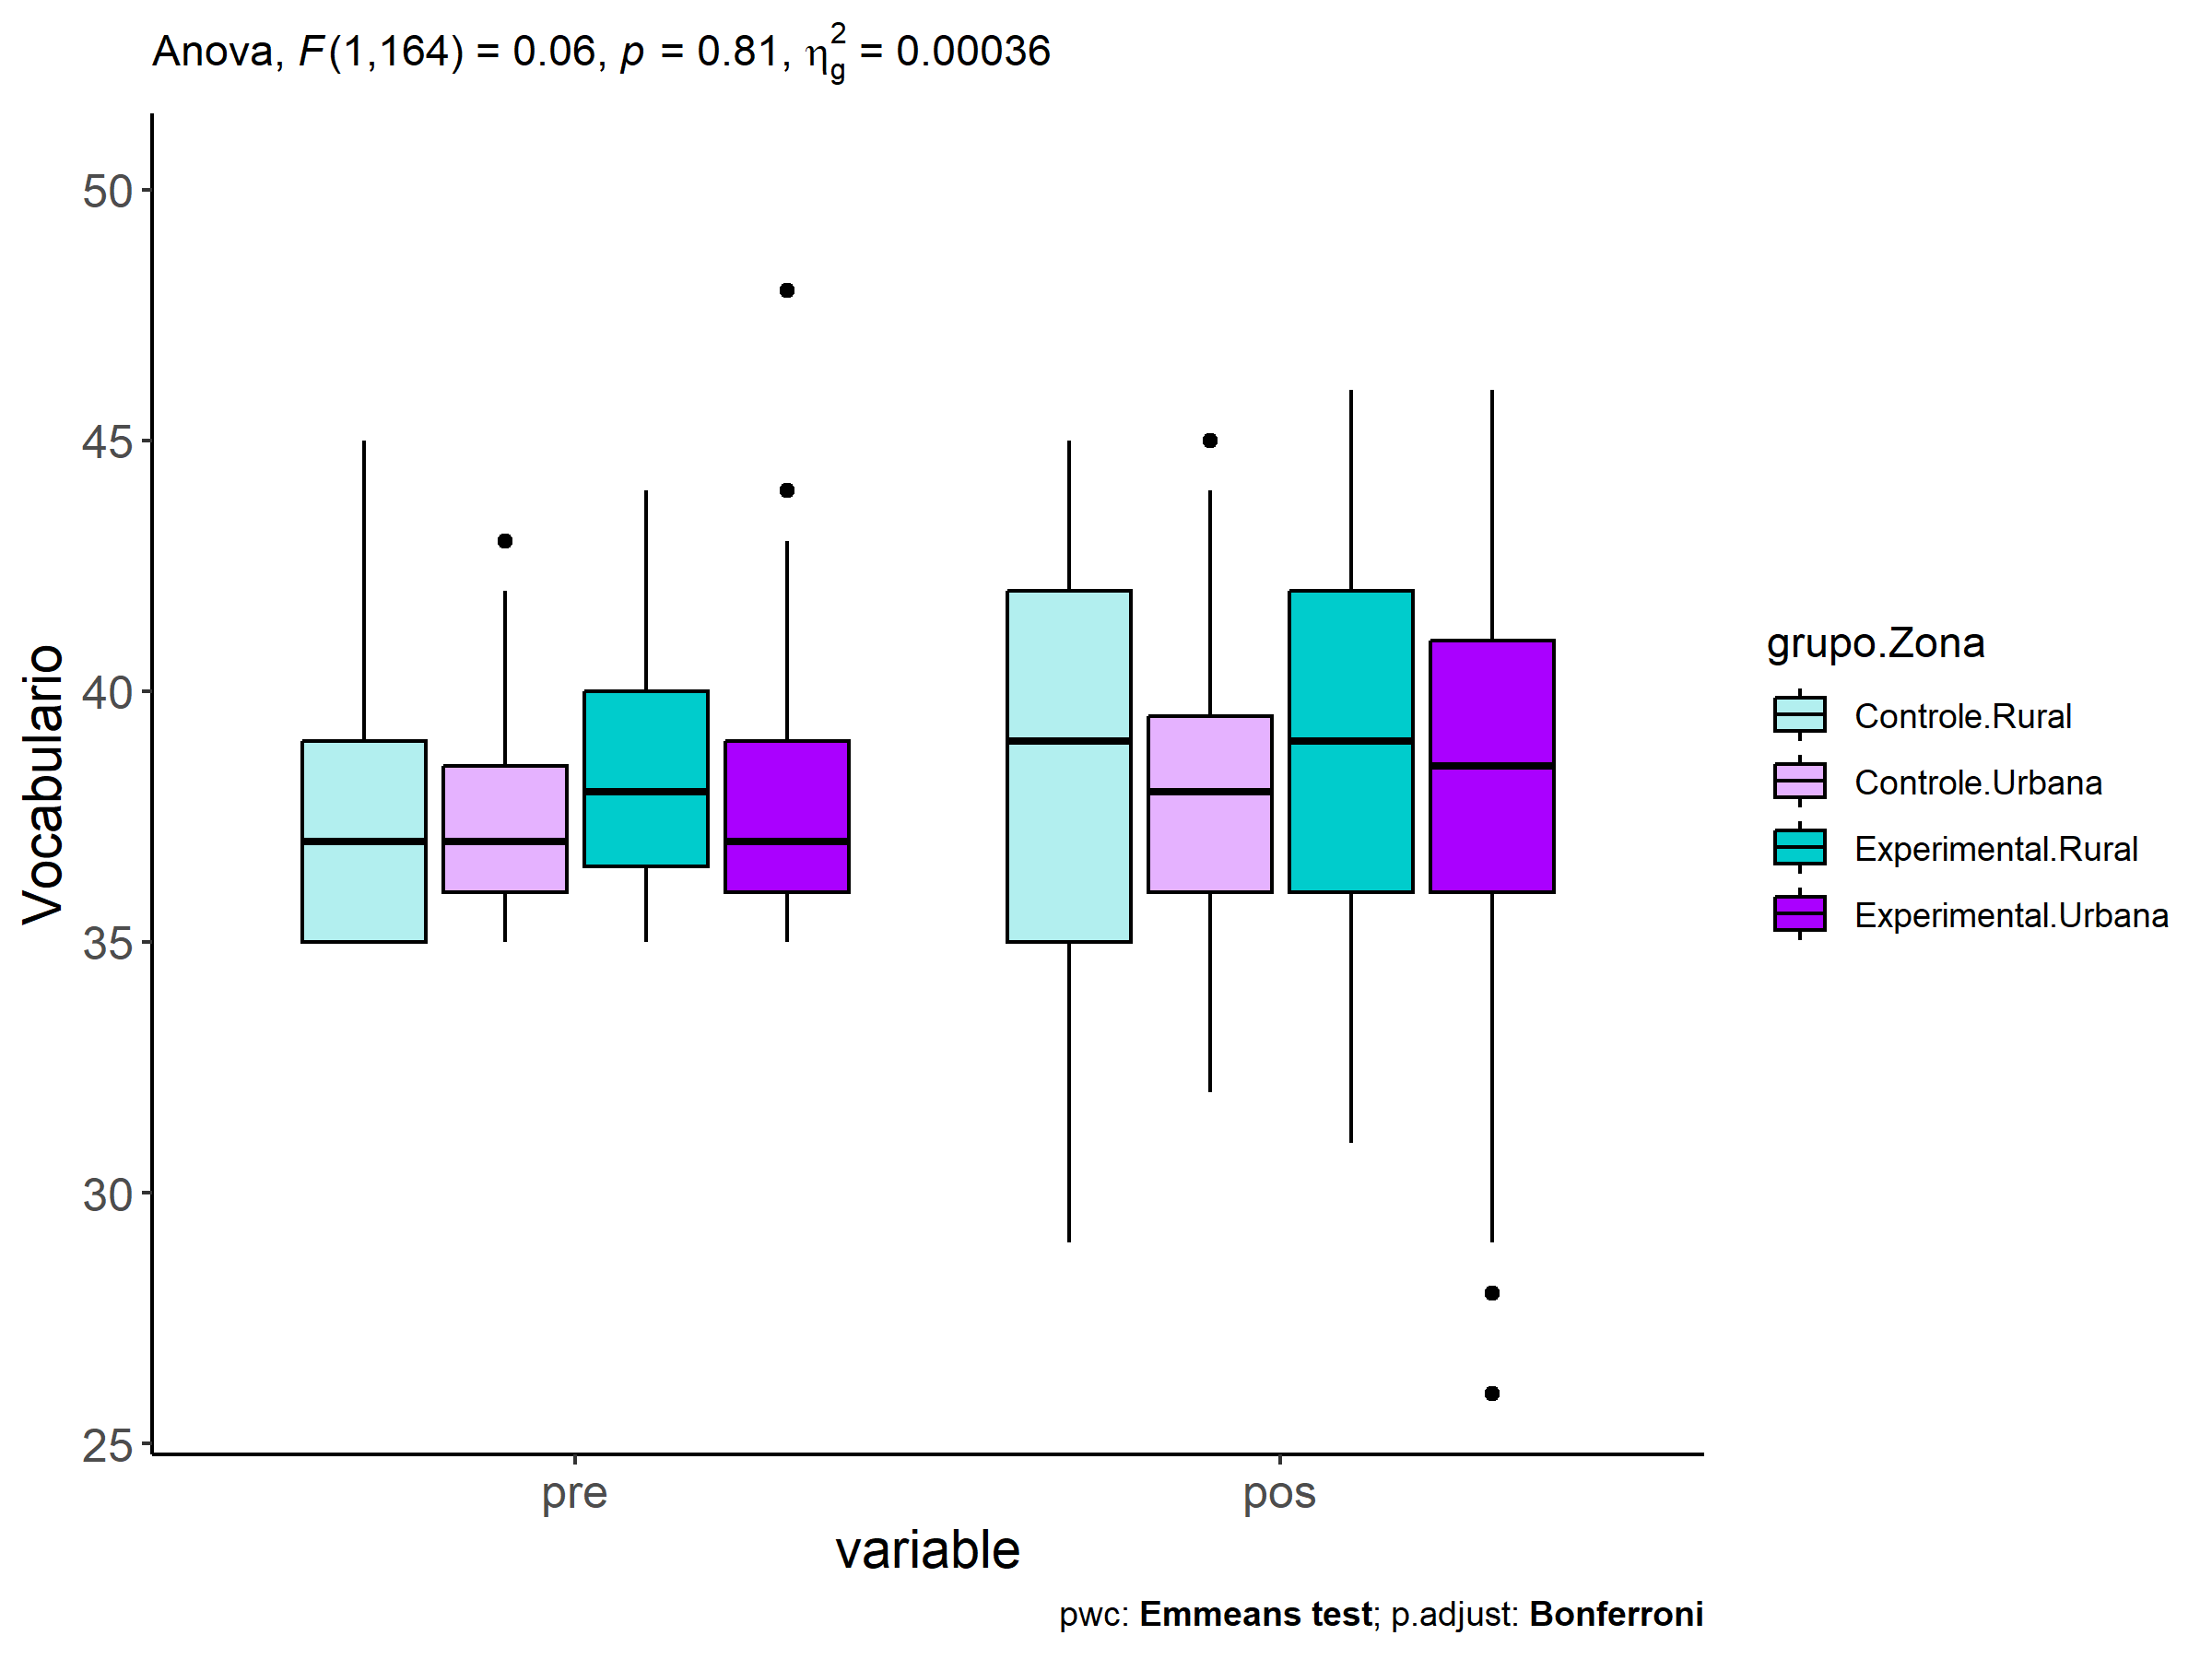 Anova, F(1,164) = 0.06, p = 0.81, η²g = 0.00036
50
45
40
35
30
25
Vocabulario
pre
pos
variable
grupo.Zona
Controle.Rural
Controle.Urbana
Experimental.Rural
Experimental.Urbana
pwc: Emmeans test; p.adjust: Bonferroni